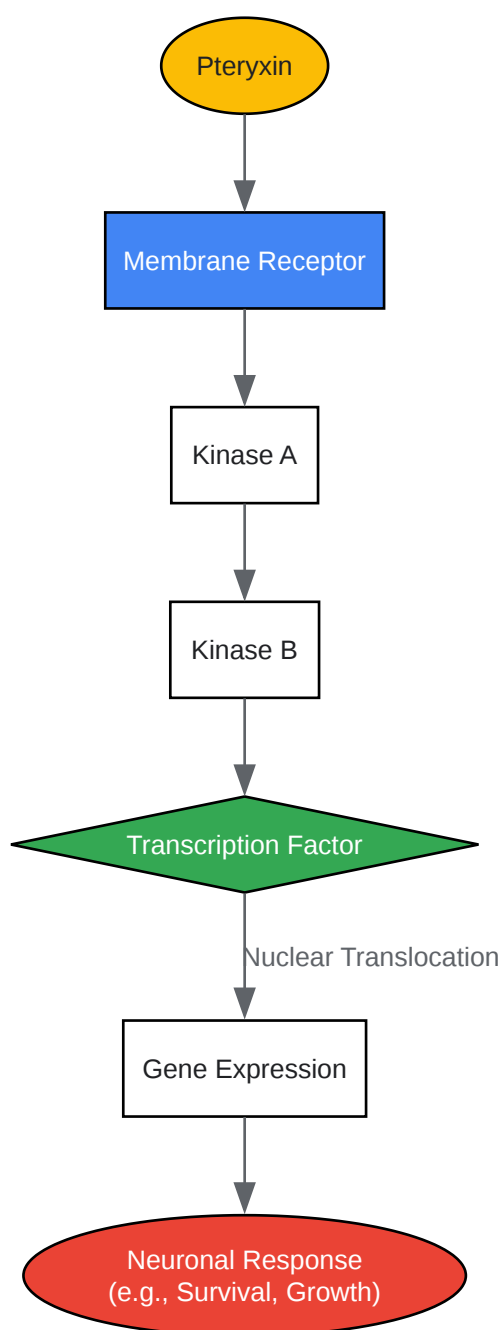 Pteryxin
Membrane Receptor
Kinase A
Kinase B
Transcription Factor
Nuclear Translocation
Gene Expression
Neuronal Response
(e.g., Survival, Growth)